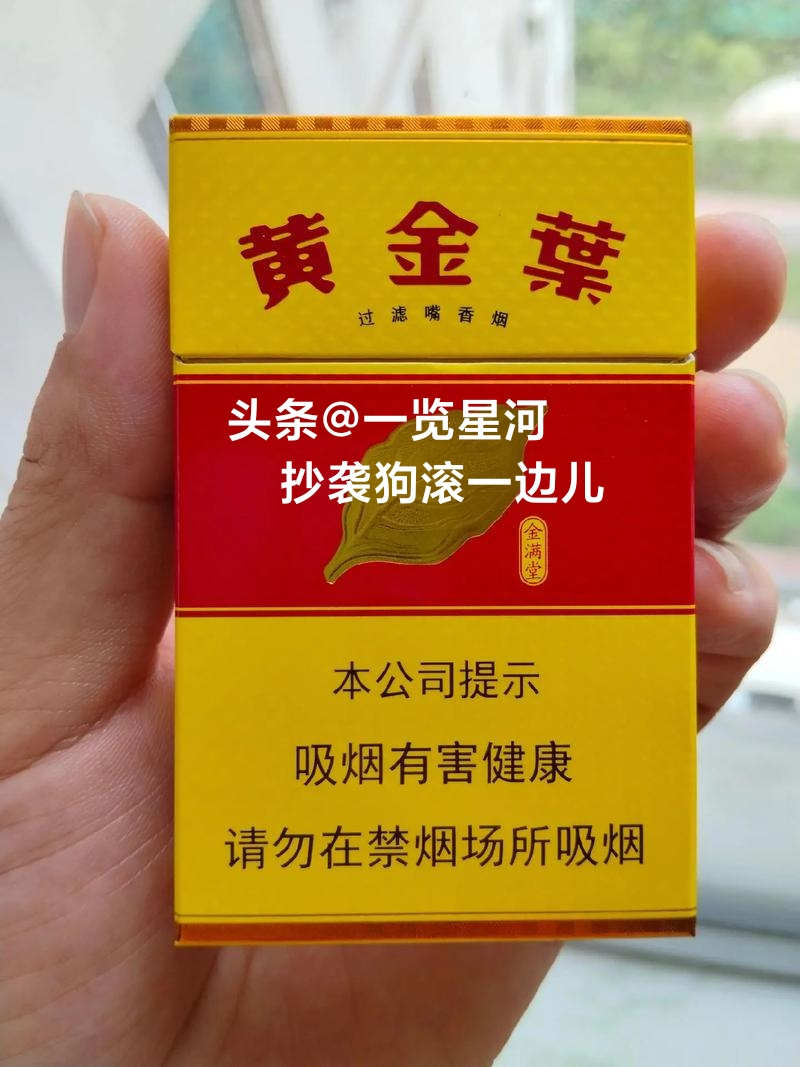 黄金葉
过滤嘴香烟
头条@一览星河
抄袭狗滚一边儿
金满堂
本公司提示
吸烟有害健康
请勿在禁烟场所吸烟